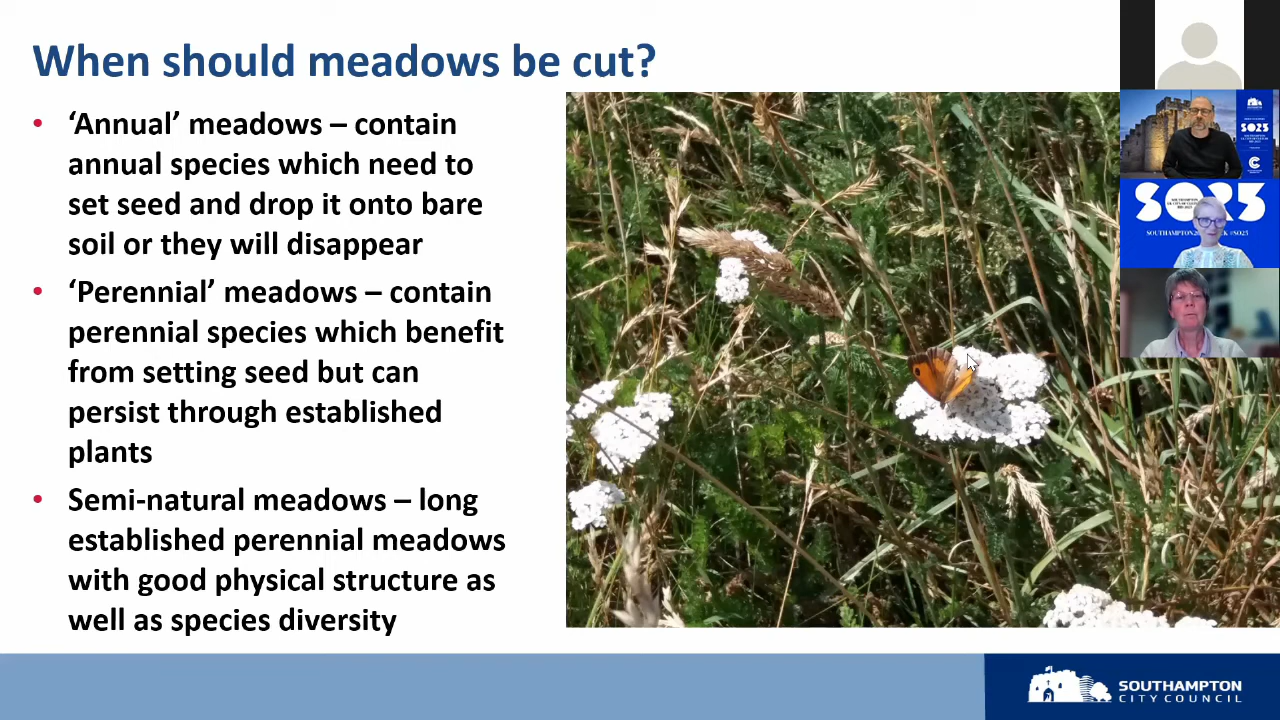 When should meadows be cut?
• ‘Annual’ meadows – contain
annual species which need to
set seed and drop it onto bare
soil or they will disappear
• ‘Perennial’ meadows – contain
perennial species which benefit
from setting seed but can
persist through established
plants
• Semi-natural meadows – long
established perennial meadows
with good physical structure as
well as species diversity
SO25
SO25
SOUTHAMPTON
CITY COUNCIL